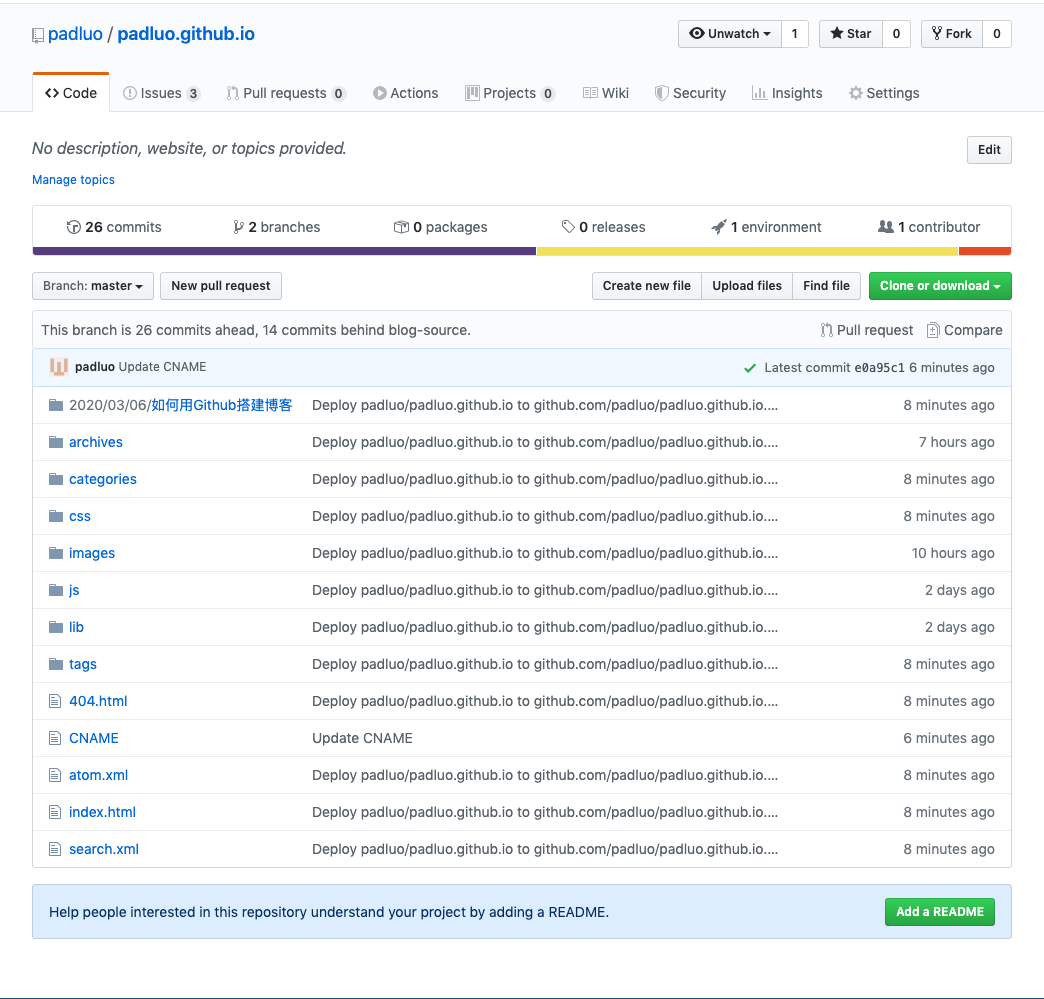 padluo / padluo.github.io
Unwatch 1 Star 0 Fork 0
Code Issues 3 Pull requests 0 Actions Projects 0 Wiki Security Insights Settings
No description, website, or topics provided. Edit
Manage topics
26 commits 2 branches 0 packages 0 releases 1 environment 1 contributor
Branch: master New pull request Create new file Upload files Find file Clone or download
This branch is 26 commits ahead, 14 commits behind blog-source. Pull request Compare
padluo Update CNAME Latest commit e0a95c1 6 minutes ago
2020/03/06/如何用Github搭建博客 Deploy padluo/padluo.github.io to github.com/padluo/padluo.github.io.... 8 minutes ago
archives Deploy padluo/padluo.github.io to github.com/padluo/padluo.github.io.... 7 hours ago
categories Deploy padluo/padluo.github.io to github.com/padluo/padluo.github.io.... 8 minutes ago
css Deploy padluo/padluo.github.io to github.com/padluo/padluo.github.io.... 8 minutes ago
images Deploy padluo/padluo.github.io to github.com/padluo/padluo.github.io.... 10 hours ago
js Deploy padluo/padluo.github.io to github.com/padluo/padluo.github.io.... 2 days ago
lib Deploy padluo/padluo.github.io to github.com/padluo/padluo.github.io.... 2 days ago
tags Deploy padluo/padluo.github.io to github.com/padluo/padluo.github.io.... 8 minutes ago
404.html Deploy padluo/padluo.github.io to github.com/padluo/padluo.github.io.... 8 minutes ago
CNAME Update CNAME 6 minutes ago
atom.xml Deploy padluo/padluo.github.io to github.com/padluo/padluo.github.io.... 8 minutes ago
index.html Deploy padluo/padluo.github.io to github.com/padluo/padluo.github.io.... 8 minutes ago
search.xml Deploy padluo/padluo.github.io to github.com/padluo/padluo.github.io.... 8 minutes ago
Help people interested in this repository understand your project by adding a README. Add a README